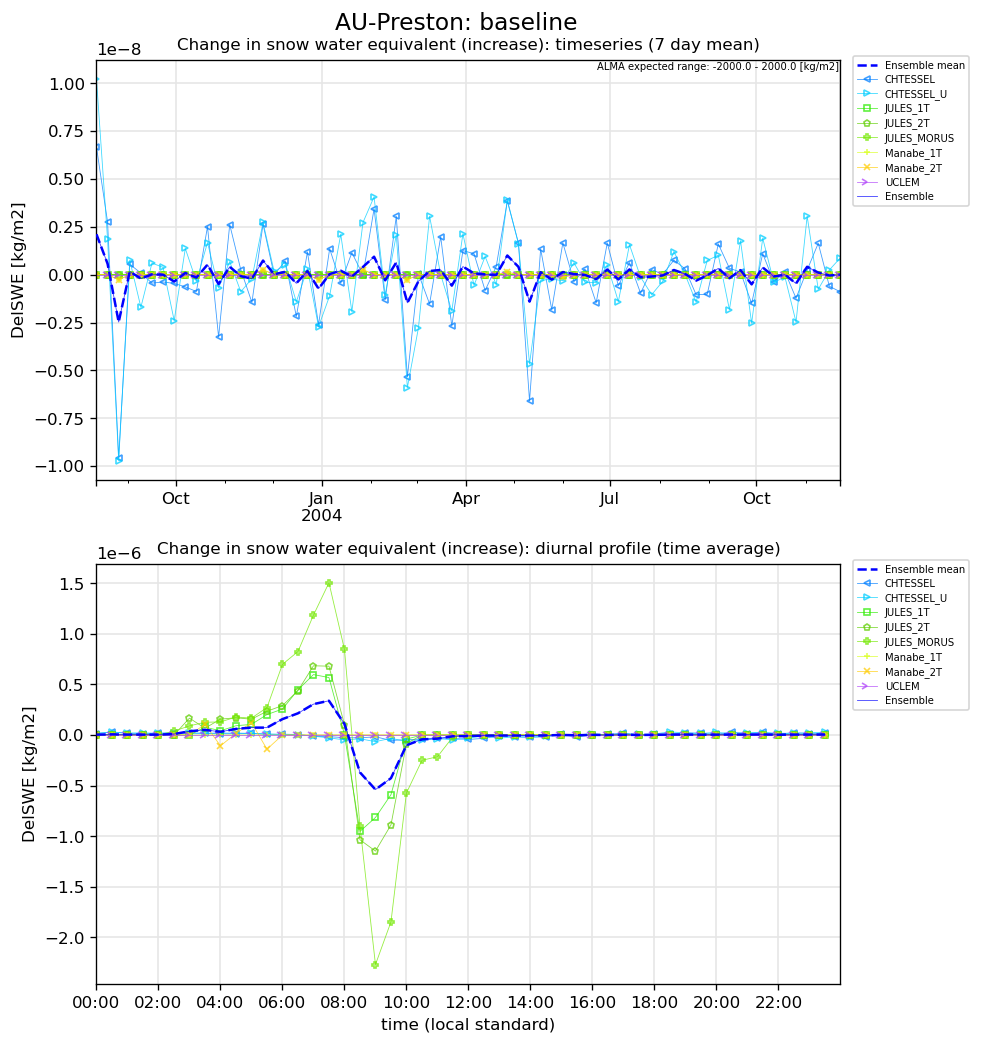 AU-Preston: baseline
1e−8
Change in snow water equivalent (increase): timeseries (7 day mean)
ALMA expected range: -2000.0 - 2000.0 [kg/m2]
1.00
0.75
0.50
0.25
0.00
−0.25
−0.50
−0.75
−1.00
DelSWE [kg/m2]
Oct
Jan
2004
Apr
Jul
Oct
Ensemble mean
CHTESSEL
CHTESSEL_U
JULES_1T
JULES_2T
JULES_MORUS
Manabe_1T
Manabe_2T
UCLEM
Ensemble
1e−6
Change in snow water equivalent (increase): diurnal profile (time average)
1.5
1.0
0.5
0.0
−0.5
−1.0
−1.5
−2.0
DelSWE [kg/m2]
00:00 02:00 04:00 06:00 08:00 10:00 12:00 14:00 16:00 18:00 20:00 22:00
time (local standard)
Ensemble mean
CHTESSEL
CHTESSEL_U
JULES_1T
JULES_2T
JULES_MORUS
Manabe_1T
Manabe_2T
UCLEM
Ensemble